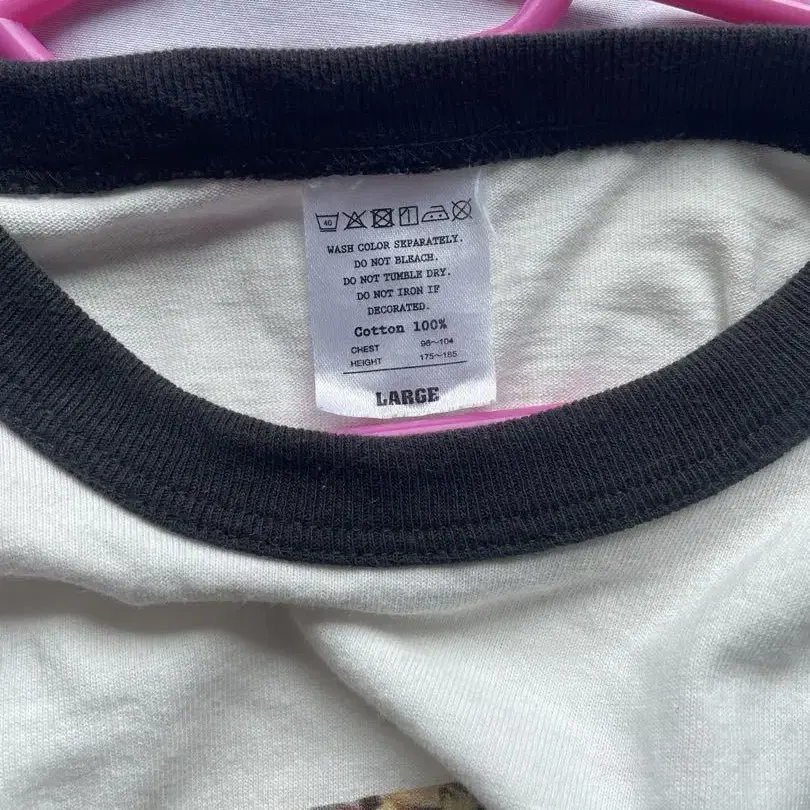 40
WASH COLOR SEPARATELY.
DO NOT BLEACH.
DO NOT TUMBLE DRY.
DO NOT IRON IF
DECORATED.
Cotton 100%
CHEST 96~104
HEIGHT 175~185
LARGE